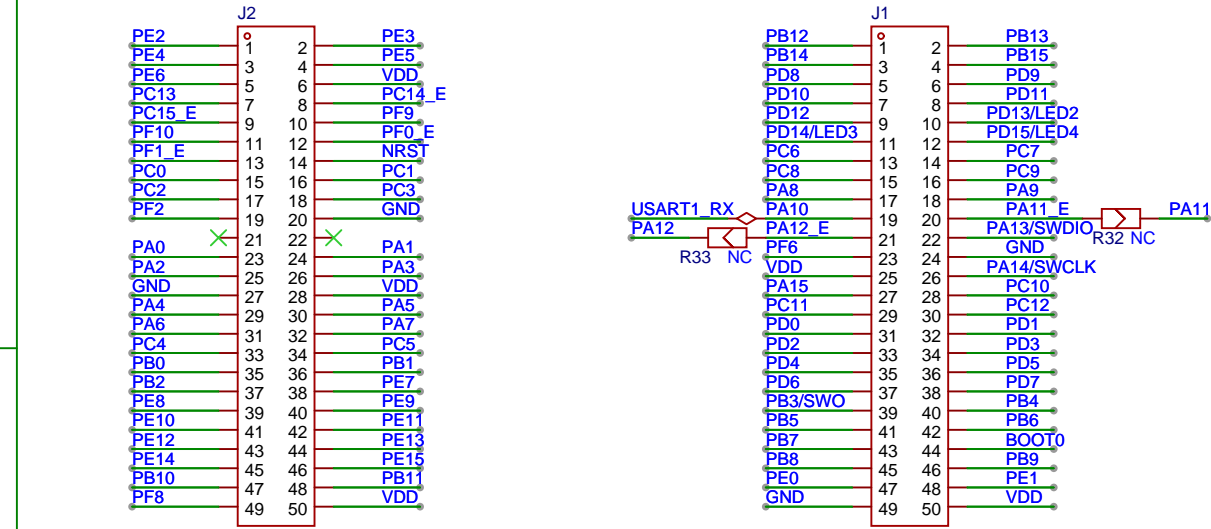 J2
PE2 1 2 PE3
PE4 3 4 PE5
PE6 5 6 VDD
PC13 7 8 PC14_E
PC15_E 9 10 PF9
PF10 11 12 PF0_E
PF1_E 13 14 NRST
PC0 15 16 PC1
PC2 17 18 PC3
PF2 19 20 GND
21 22
PA0 23 24 PA1
PA2 25 26 PA3
GND 27 28 VDD
PA4 29 30 PA5
PA6 31 32 PA7
PC4 33 34 PC5
PB0 35 36 PB1
PB2 37 38 PE7
PE8 39 40 PE9
PE10 41 42 PE11
PE12 43 44 PE13
PE14 45 46 PE15
PB10 47 48 PB11
PF8 49 50 VDD
J1
PB12 1 2 PB13
PB14 3 4 PB15
PD8 5 6 PD9
PD10 7 8 PD11
PD12 9 10 PD13/LED2
PD14/LED3 11 12 PD15/LED4
PC6 13 14 PC7
PC8 15 16 PC9
PA8 17 18 PA9
USART1_RX PA10 19 20 PA11_E PA11
PA12 PA12_E 21 22 PA13/SWDIO R32 NC
R33 NC PF6 23 24 GND
VDD 25 26 PA14/SWCLK
PA15 27 28 PC10
PC11 29 30 PC12
PD0 31 32 PD1
PD2 33 34 PD3
PD4 35 36 PD5
PD6 37 38 PD7
PB3/SWO 39 40 PB4
PB5 41 42 PB6
PB7 43 44 BOOT0
PB8 45 46 PB9
PE0 47 48 PE1
GND 49 50 VDD